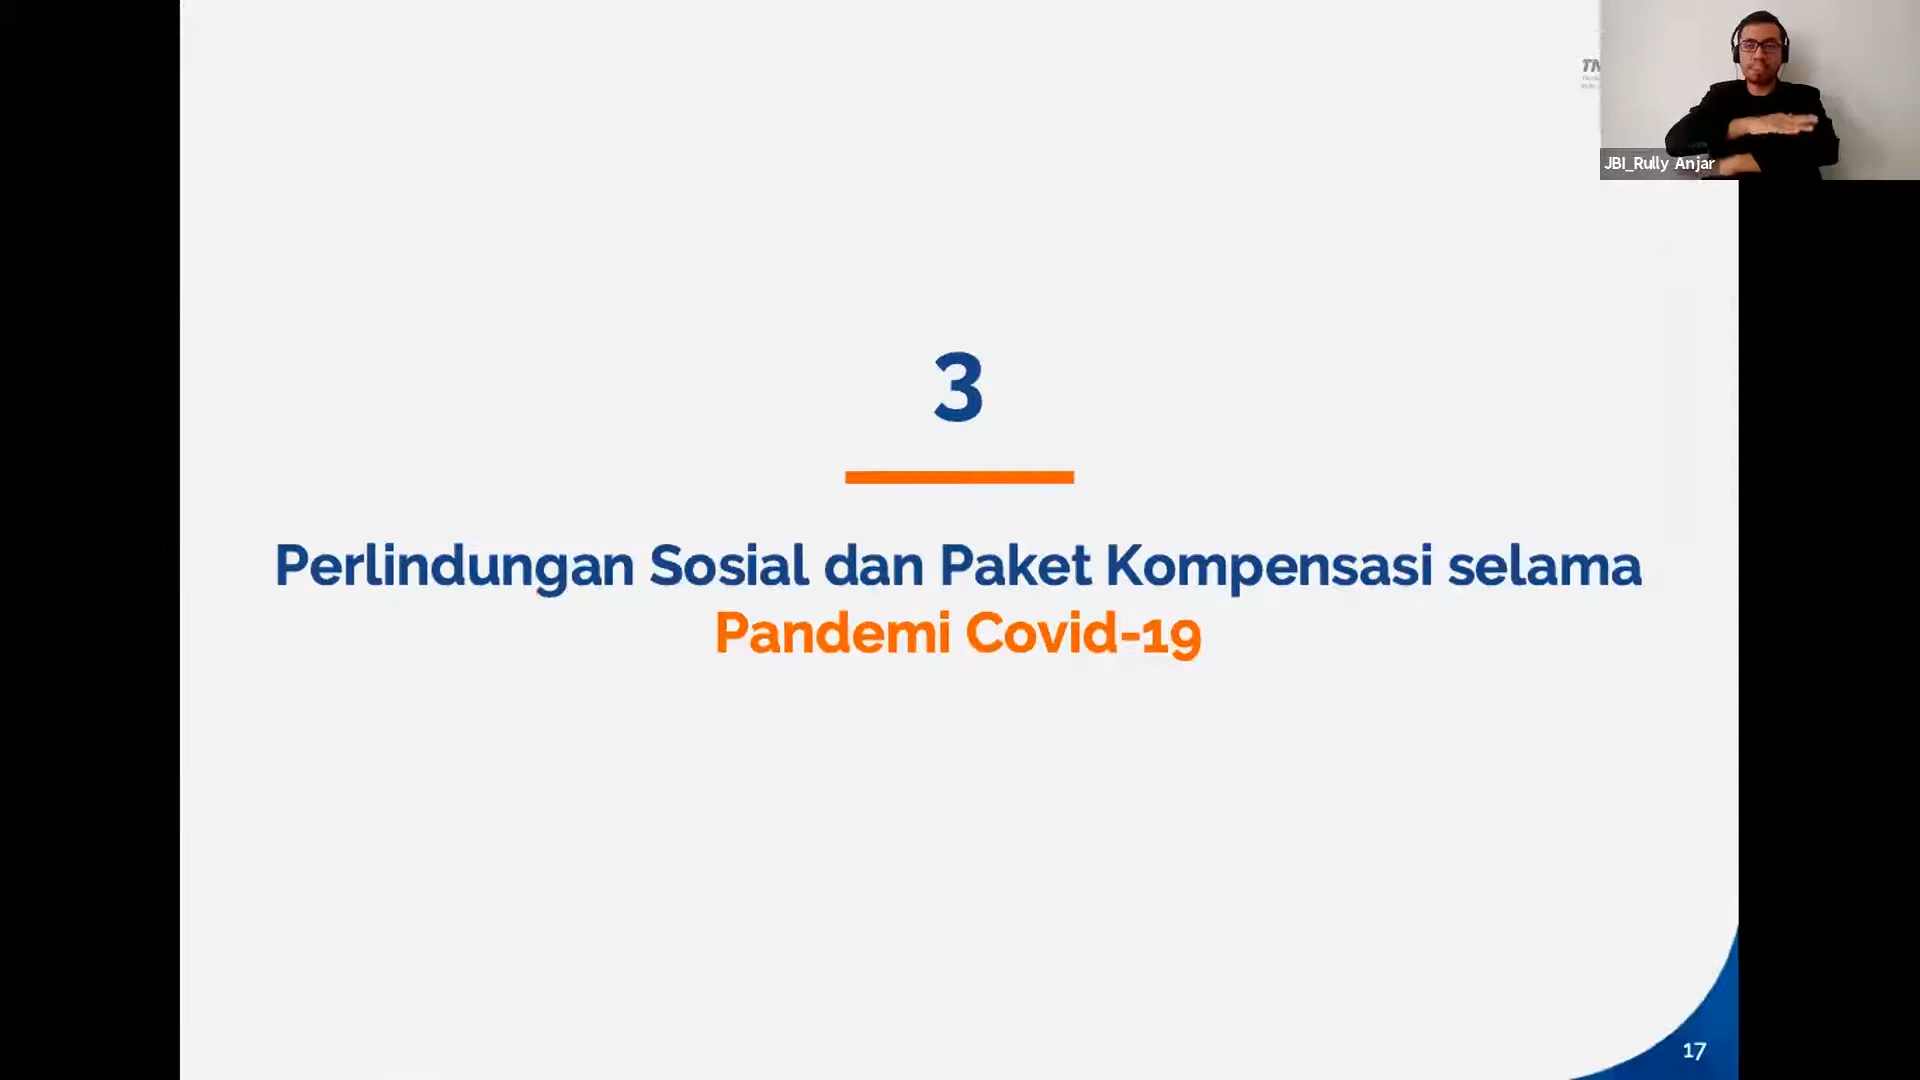 JBI_Rully Anjar
3
Perlindungan Sosial dan Paket Kompensasi selama
Pandemi Covid-19
17